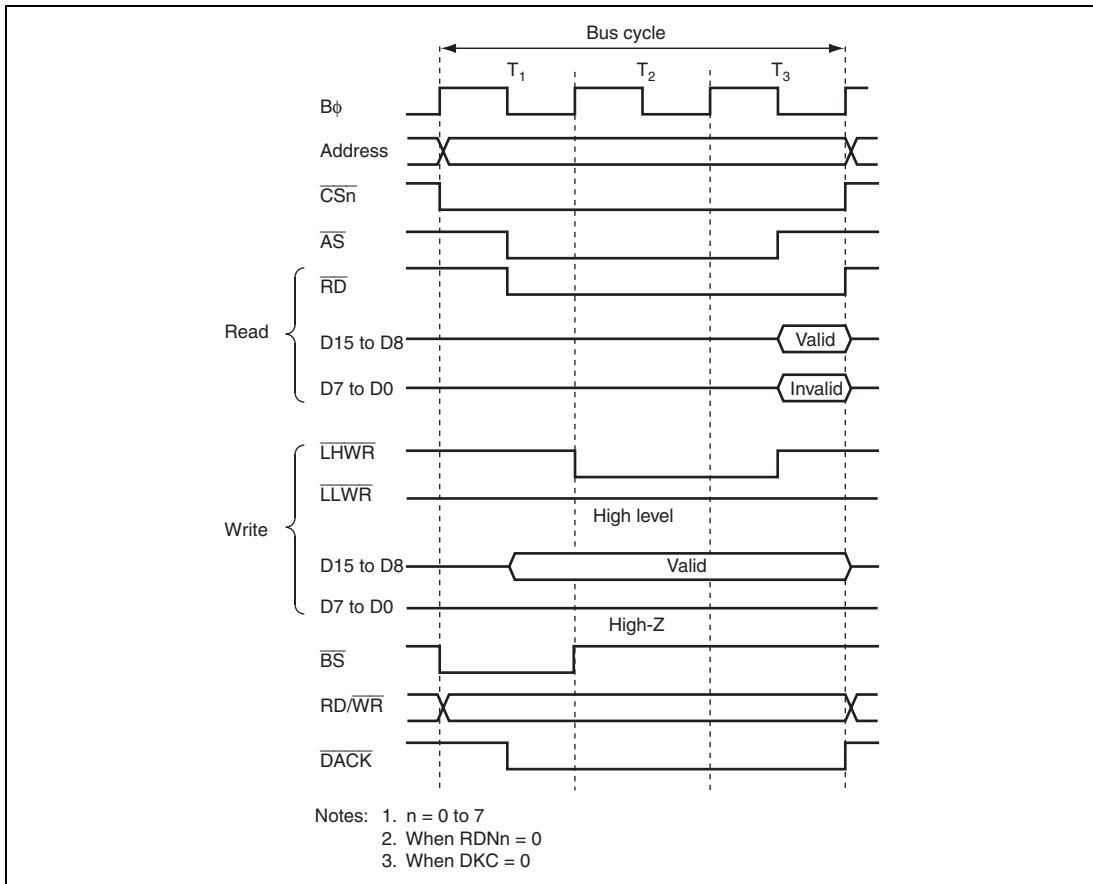 Bus cycle
T1 T2 T3
Bφ
Address
CSn
AS
RD
Read
D15 to D8 Valid
D7 to D0 Invalid
LHWR
LLWR
High level
Write
D15 to D8 Valid
D7 to D0
High-Z
BS
RD/WR
DACK
Notes: 1. n = 0 to 7
2. When RDNn = 0
3. When DKC = 0